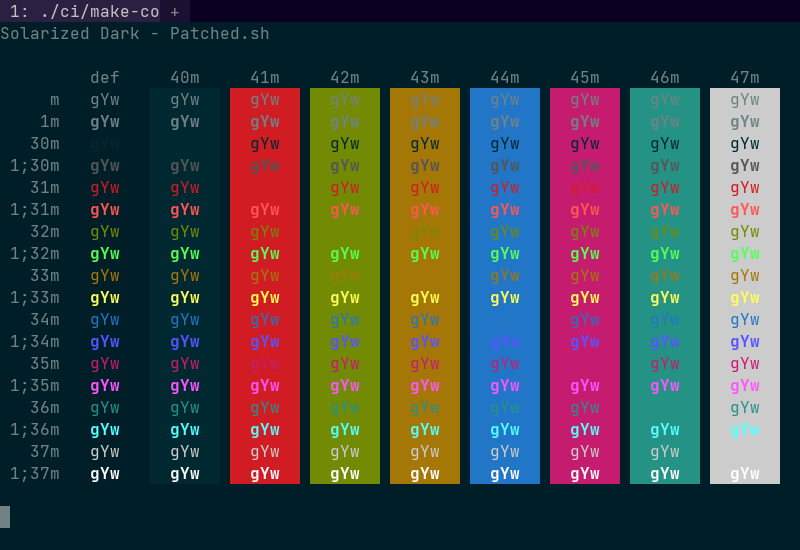 1: ./ci/make-co +
Solarized Dark - Patched.sh
def 40m 41m 42m 43m 44m 45m 46m 47m
m gYw gYw gYw gYw gYw gYw gYw gYw gYw
1m gYw gYw gYw gYw gYw gYw gYw gYw gYw
30m gYw gYw gYw gYw gYw gYw gYw gYw
1;30m gYw gYw gYw gYw gYw gYw gYw gYw gYw
31m gYw gYw gYw gYw gYw gYw gYw gYw
1;31m gYw gYw gYw gYw gYw gYw gYw gYw gYw
32m gYw gYw gYw gYw gYw gYw gYw gYw
1;32m gYw gYw gYw gYw gYw gYw gYw gYw gYw
33m gYw gYw gYw gYw gYw gYw gYw gYw
1;33m gYw gYw gYw gYw gYw gYw gYw gYw gYw
34m gYw gYw gYw gYw gYw gYw gYw gYw
1;34m gYw gYw gYw gYw gYw gYw gYw gYw gYw
35m gYw gYw gYw gYw gYw gYw gYw gYw
1;35m gYw gYw gYw gYw gYw gYw gYw gYw gYw
36m gYw gYw gYw gYw gYw gYw gYw gYw
1;36m gYw gYw gYw gYw gYw gYw gYw gYw gYw
37m gYw gYw gYw gYw gYw gYw gYw gYw
1;37m gYw gYw gYw gYw gYw gYw gYw gYw gYw